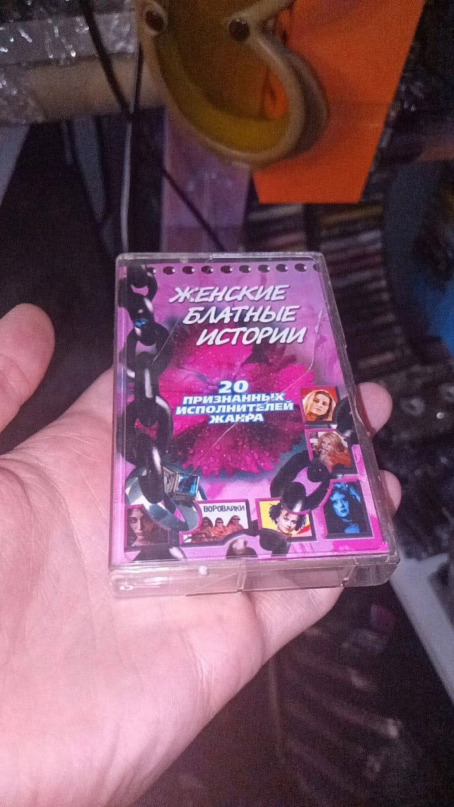 ЖЕНСКИЕ
БЛАТНЫЕ
ИСТОРИИ
20
ПРИЗНАННЫХ
ИСПОЛНИТЕЛЕЙ
ЖАНРА
ВОРОВАЙКИ